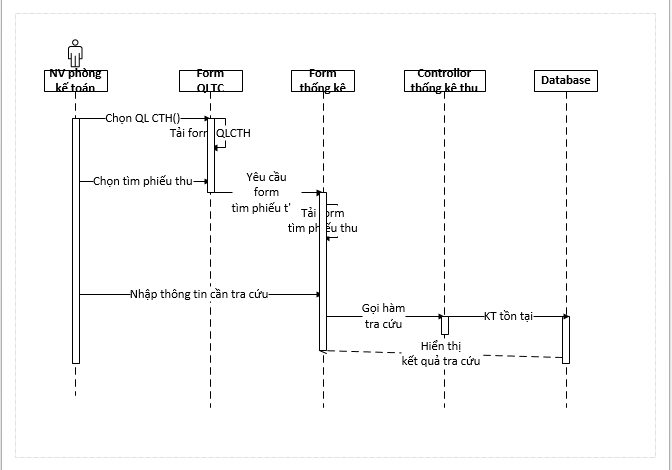 NV phòng
kế toán
Form
QLTC
Form
thống kê
Controllor
thống kê thu
Database
Chọn QL CTH()
Tải form QLCTH
Chọn tìm phiếu thu
Yêu cầu
form
tìm phiếu t'
Tải form
tìm phiếu thu
Nhập thông tin cần tra cứu
Gọi hàm
tra cứu
KT tồn tại
Hiển thị
kết quả tra cứu